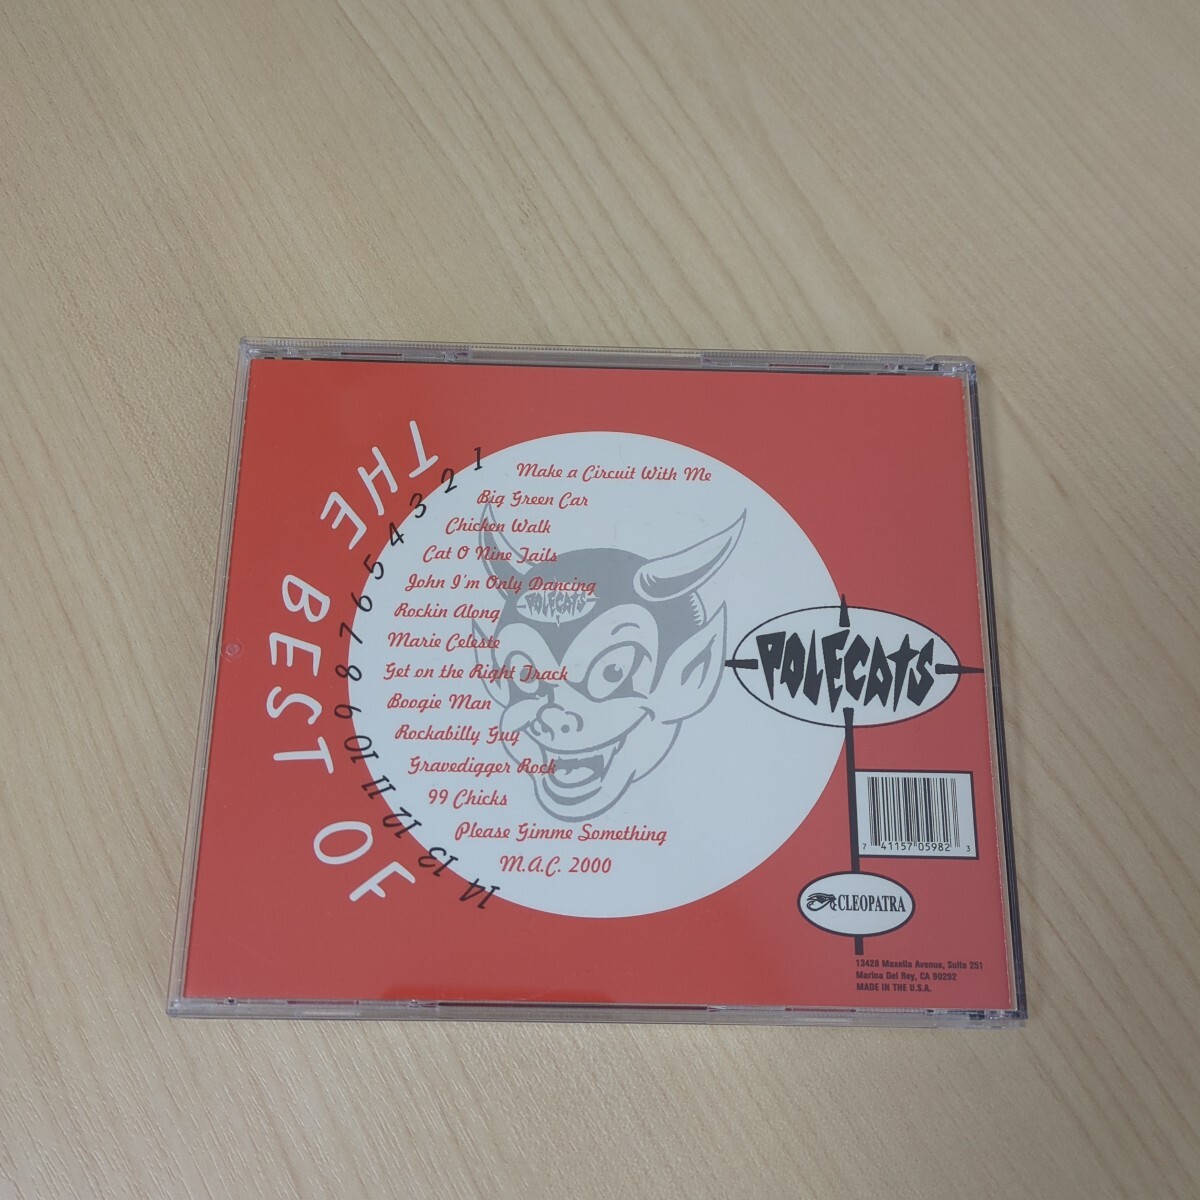 THE BEST OF
1 Make a Circuit With Me
2 Big Green Car
3 Chicken Walk
4 Cat O Nine Tails
5 John I'm Only Dancing
6 Rockin Along
7 Marie Celeste
8 Get on the Right Track
9 Boogie Man
10 Rockabilly Guy
11 Gravedigger Rock
12 99 Chicks
13 Please Gimme Something
14 M.A.C. 2000
POLECATS
POLECATS
7 41157 05982 3
CLEOPATRA
13428 Maxella Avenue, Suite 251
Marina Del Rey, CA 90292
MADE IN THE U.S.A.